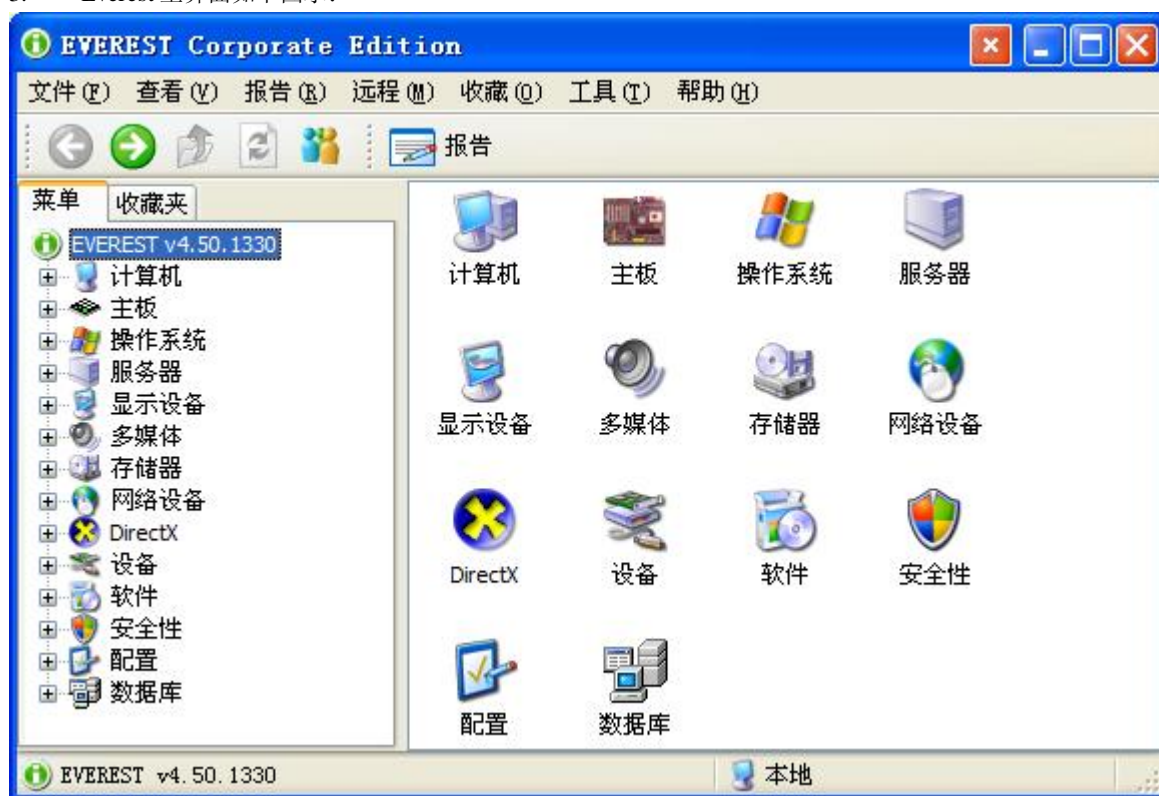 EVEREST Corporate Edition
文件(F) 查看(V) 报告(R) 远程(M) 收藏(O) 工具(T) 帮助(H)
报告
菜单 收藏夹
EVEREST v4.50.1330
计算机
主板
操作系统
服务器
显示设备
多媒体
存储器
网络设备
DirectX
设备
软件
安全性
配置
数据库
计算机 主板 操作系统 服务器
显示设备 多媒体 存储器 网络设备
DirectX 设备 软件 安全性
配置 数据库
EVEREST v4.50.1330 本地